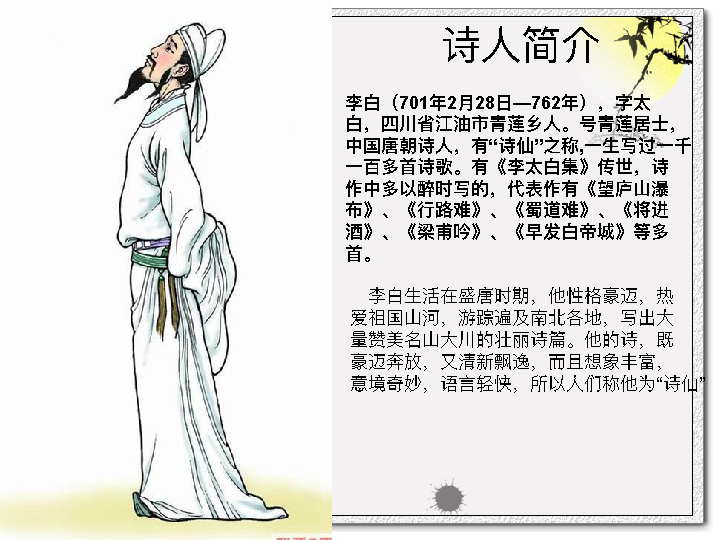 诗人简介
李白（701年2月28日—762年），字太
白，四川省江油市青莲乡人。号青莲居士，
中国唐朝诗人，有“诗仙”之称,一生写过一千
一百多首诗歌。有《李太白集》传世，诗
作中多以醉时写的，代表作有《望庐山瀑
布》、《行路难》、《蜀道难》、《将进
酒》、《梁甫吟》、《早发白帝城》等多
首。
李白生活在盛唐时期，他性格豪迈，热
爱祖国山河，游踪遍及南北各地，写出大
量赞美名山大川的壮丽诗篇。他的诗，既
豪迈奔放，又清新飘逸，而且想象丰富，
意境奇妙，语言轻快，所以人们称他为“诗仙”